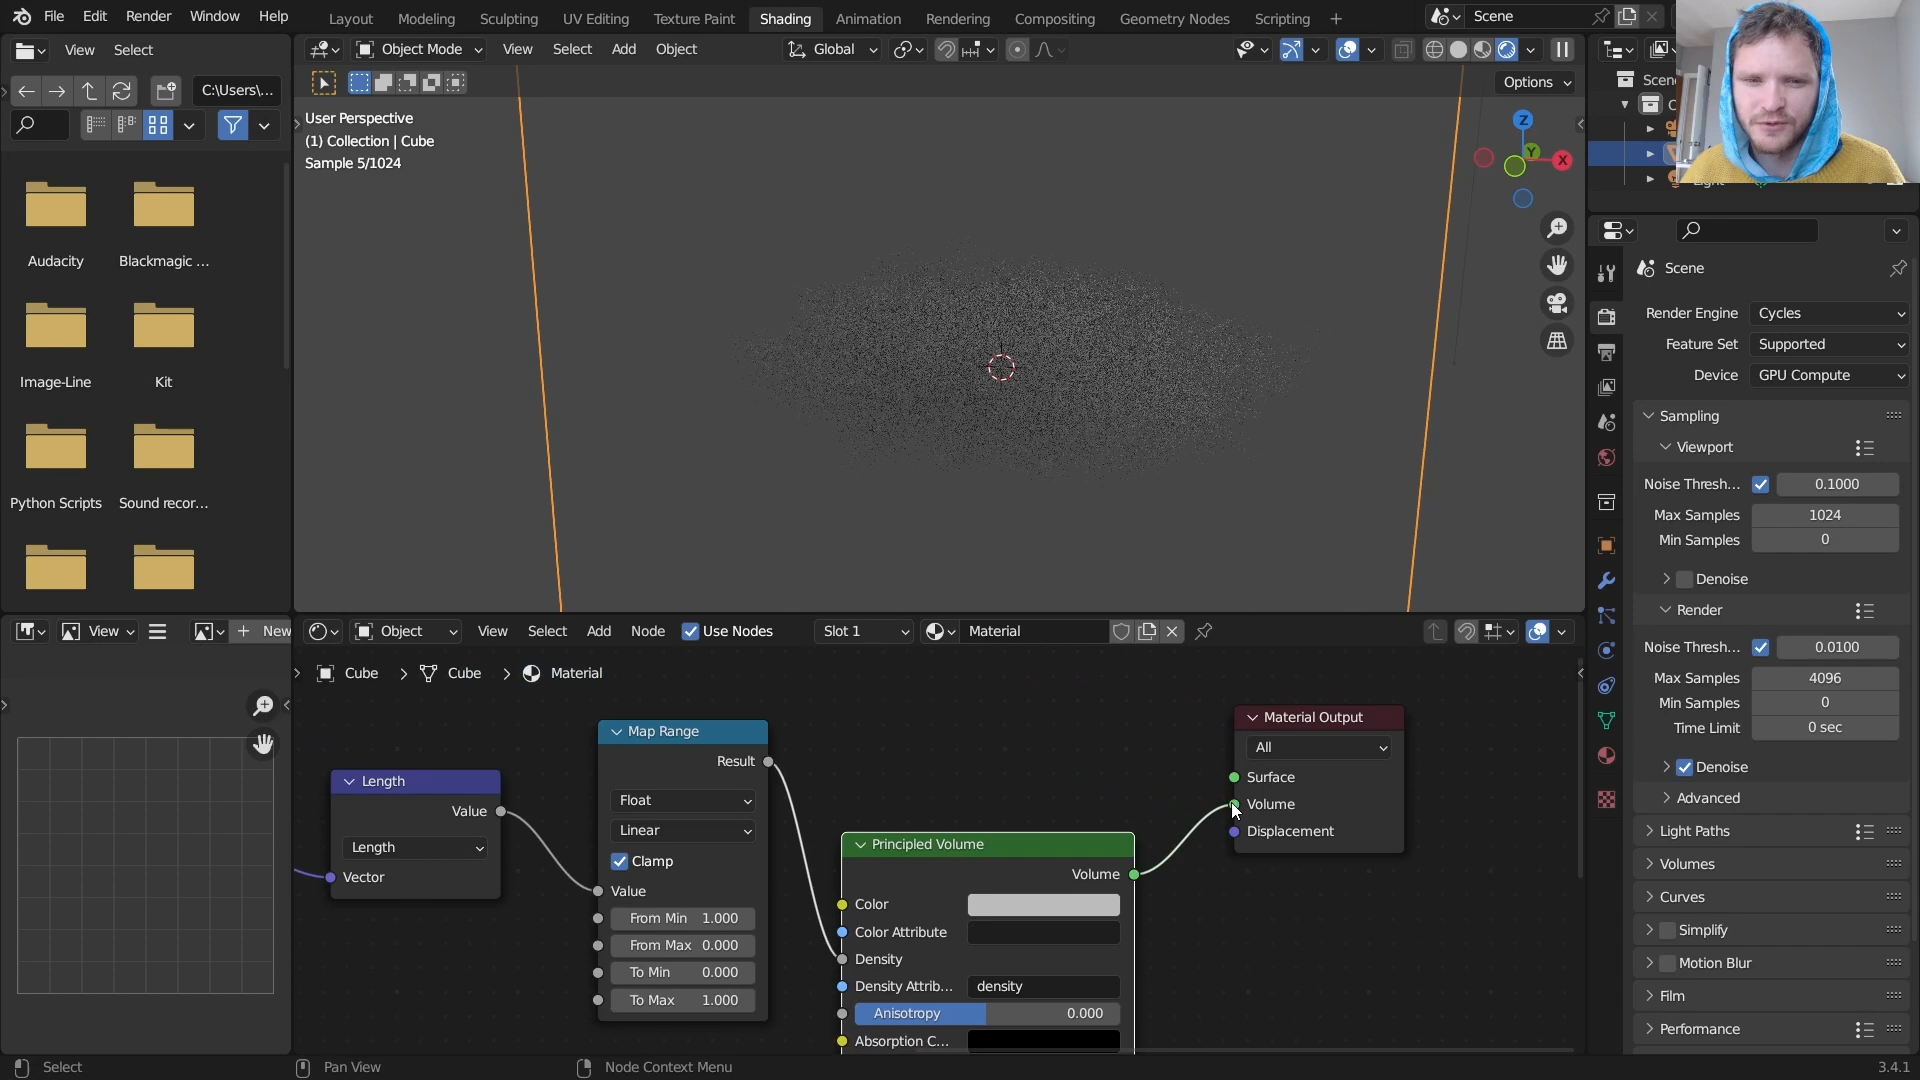 File Edit Render Window Help
Layout Modeling Sculpting UV Editing Texture Paint Shading Animation Rendering Compositing Geometry Nodes Scripting +
Scene
View Select
Object Mode View Select Add Object Global
C:\Users\...
Options
User Perspective
(1) Collection | Cube
Sample 5/1024
Z
Y
X
Audacity Blackmagic ...
Image-Line Kit
Python Scripts Sound recor...
Scene
Render Engine Cycles
Feature Set Supported
Device GPU Compute
Sampling
Viewport
Noise Thresh... 0.1000
Max Samples 1024
Min Samples 0
Denoise
Render
Noise Thresh... 0.0100
Max Samples 4096
Min Samples 0
Time Limit 0 sec
Denoise
Advanced
Light Paths
Volumes
Curves
Simplify
Motion Blur
Film
Performance
View + New
Object View Select Add Node Use Nodes Slot 1 Material
Cube > Cube > Material
Length
Value
Length
Vector
Map Range
Result
Float
Linear
Clamp
Value
From Min 1.000
From Max 0.000
To Min 0.000
To Max 1.000
Principled Volume
Volume
Color
Color Attribute
Density
Density Attrib... density
Anisotropy 0.000
Absorption C...
Material Output
All
Surface
Volume
Displacement
Select Pan View Node Context Menu 3.4.1